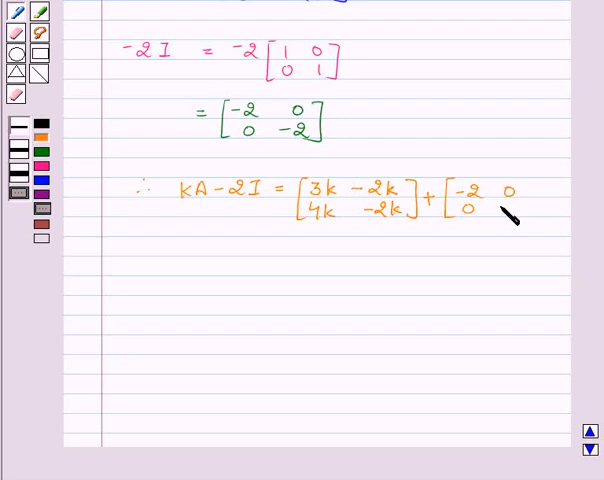 -2I = -2 [ 1 0
0 1 ]
= [ -2 0
0 -2 ]
∴ kA - 2I = [ 3k -2k
4k -2k ] + [ -2 0
0